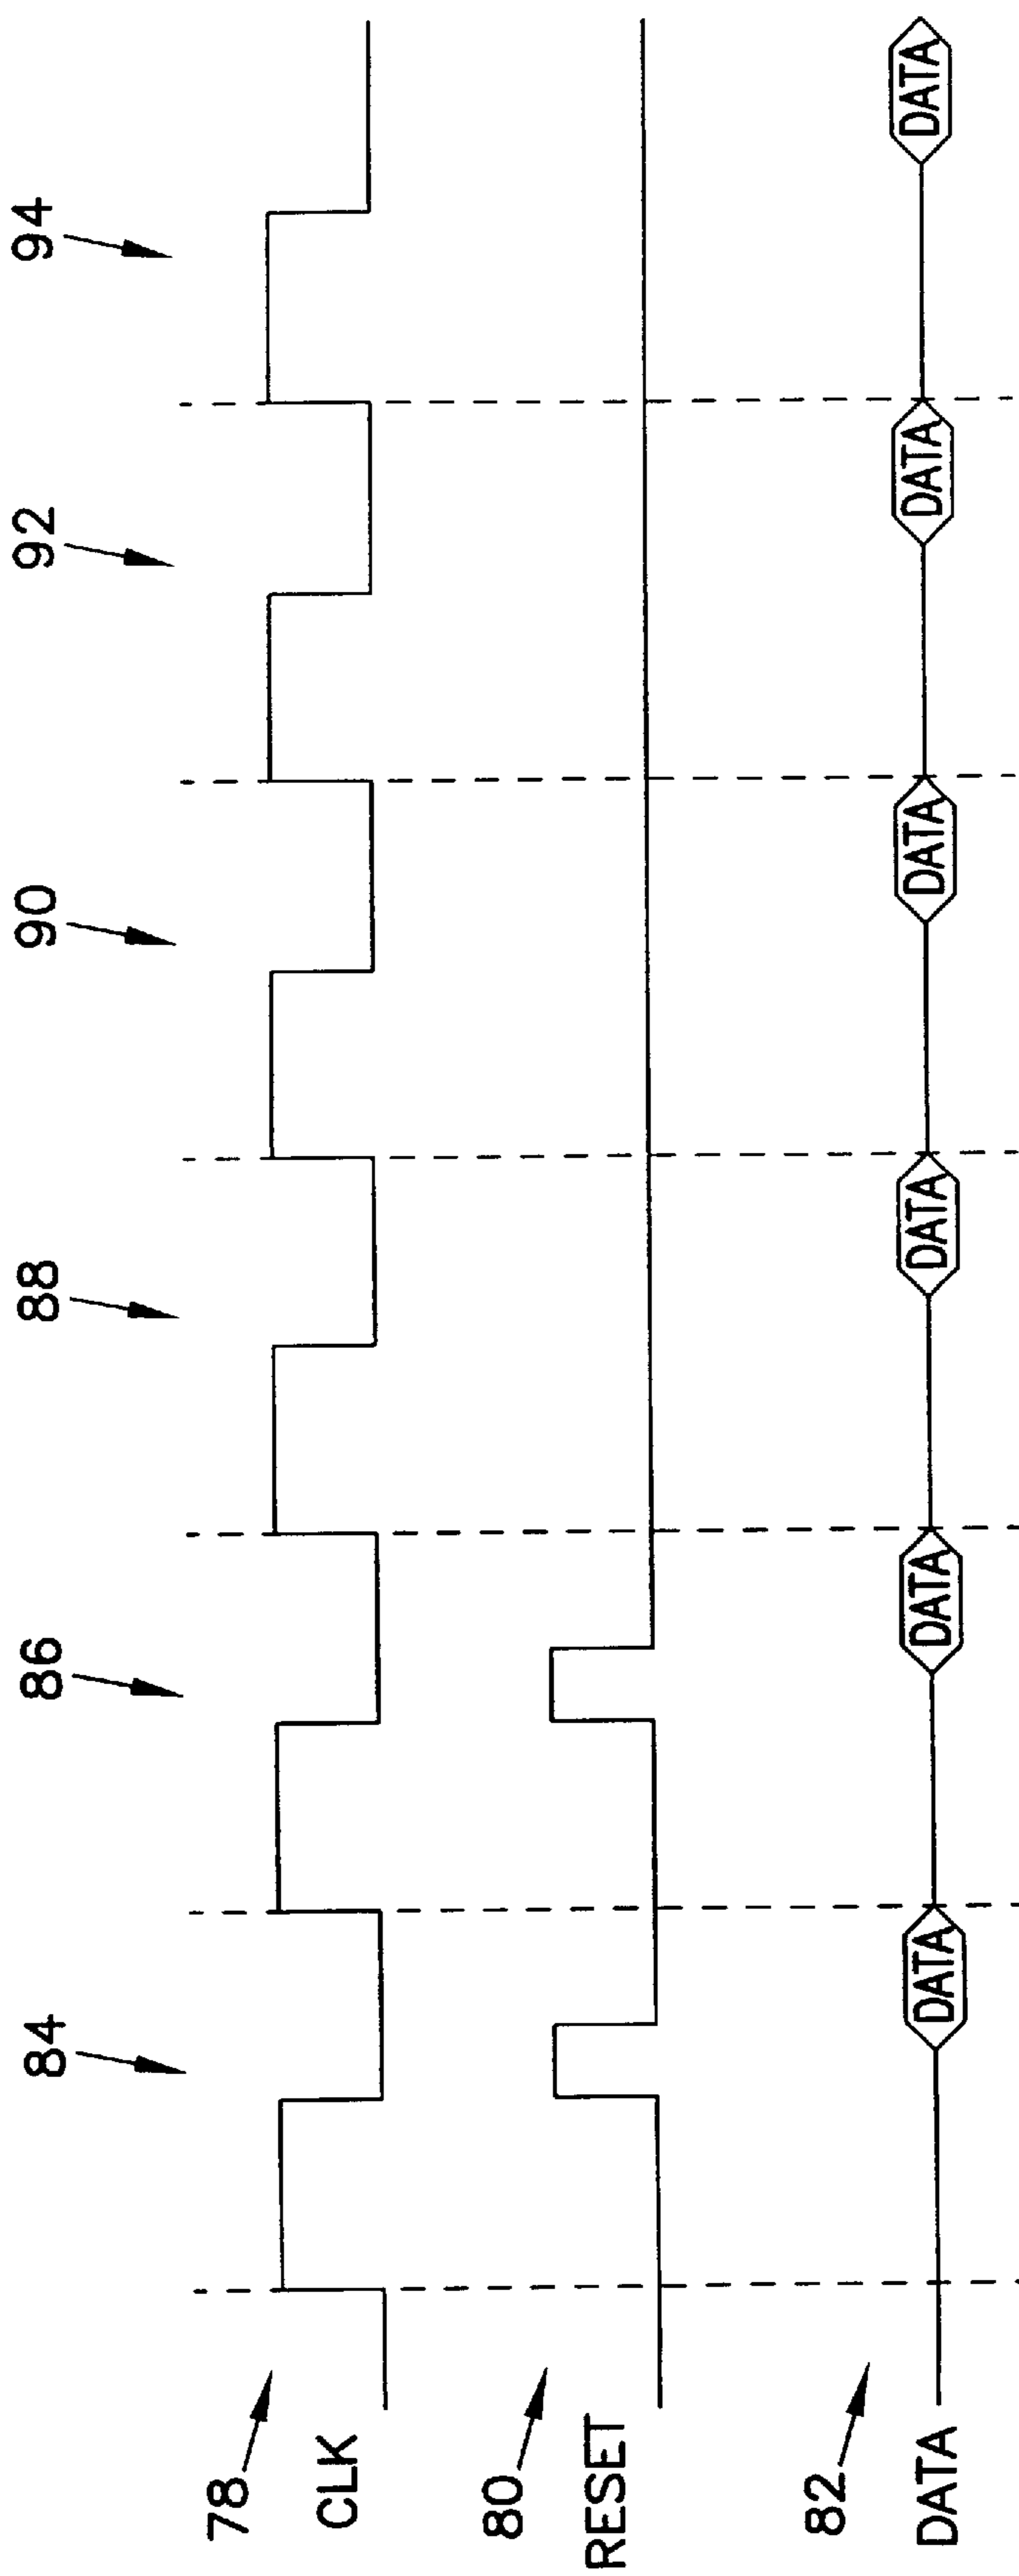 84 86 88 90 92 94
78
CLK
80
RESET
82
DATA DATA DATA DATA DATA DATA DATA